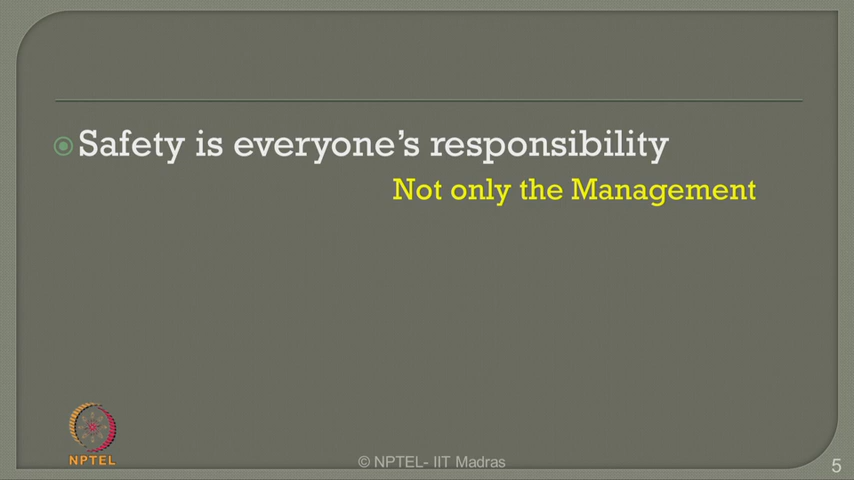 Safety is everyone's responsibility
Not only the Management
NPTEL
© NPTEL- IIT Madras
5